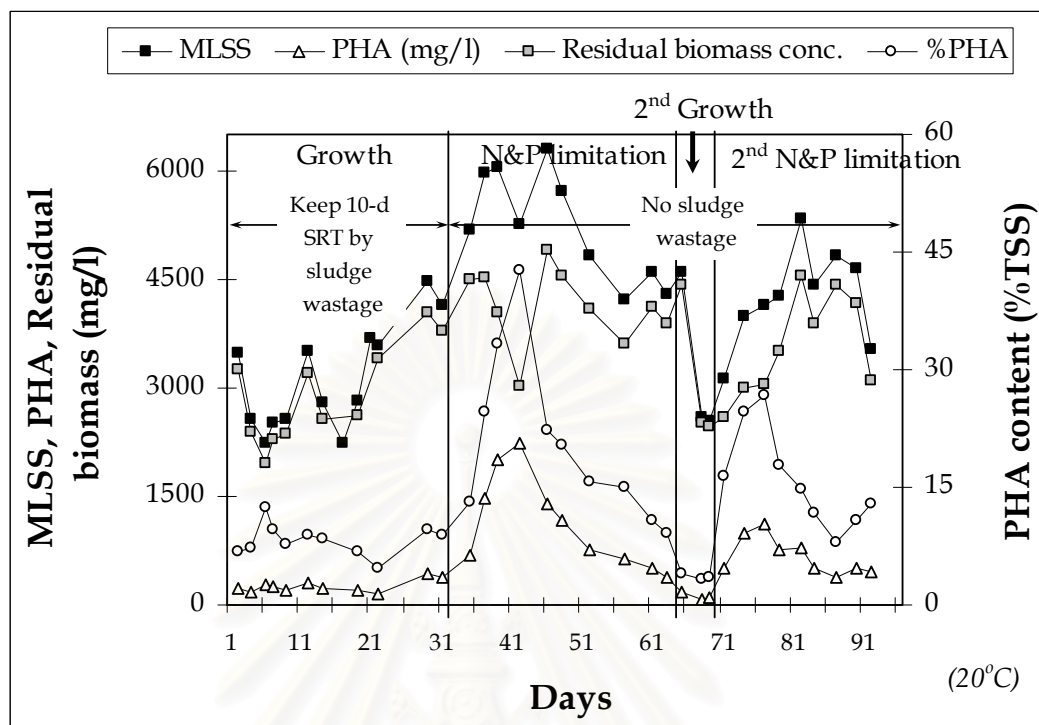 MLSS PHA (mg/l) Residual biomass conc. %PHA
2nd Growth
Growth
N&P limitation
2nd N&P limitation
Keep 10-d
SRT by
sludge
wastage
No sludge
wastage
MLSS, PHA, Residual
biomass (mg/l)
6000
4500
3000
1500
0
60
45
30
15
0
PHA content (%TSS)
1 11 21 31 41 51 61 71 81 91
Days
(20°C)